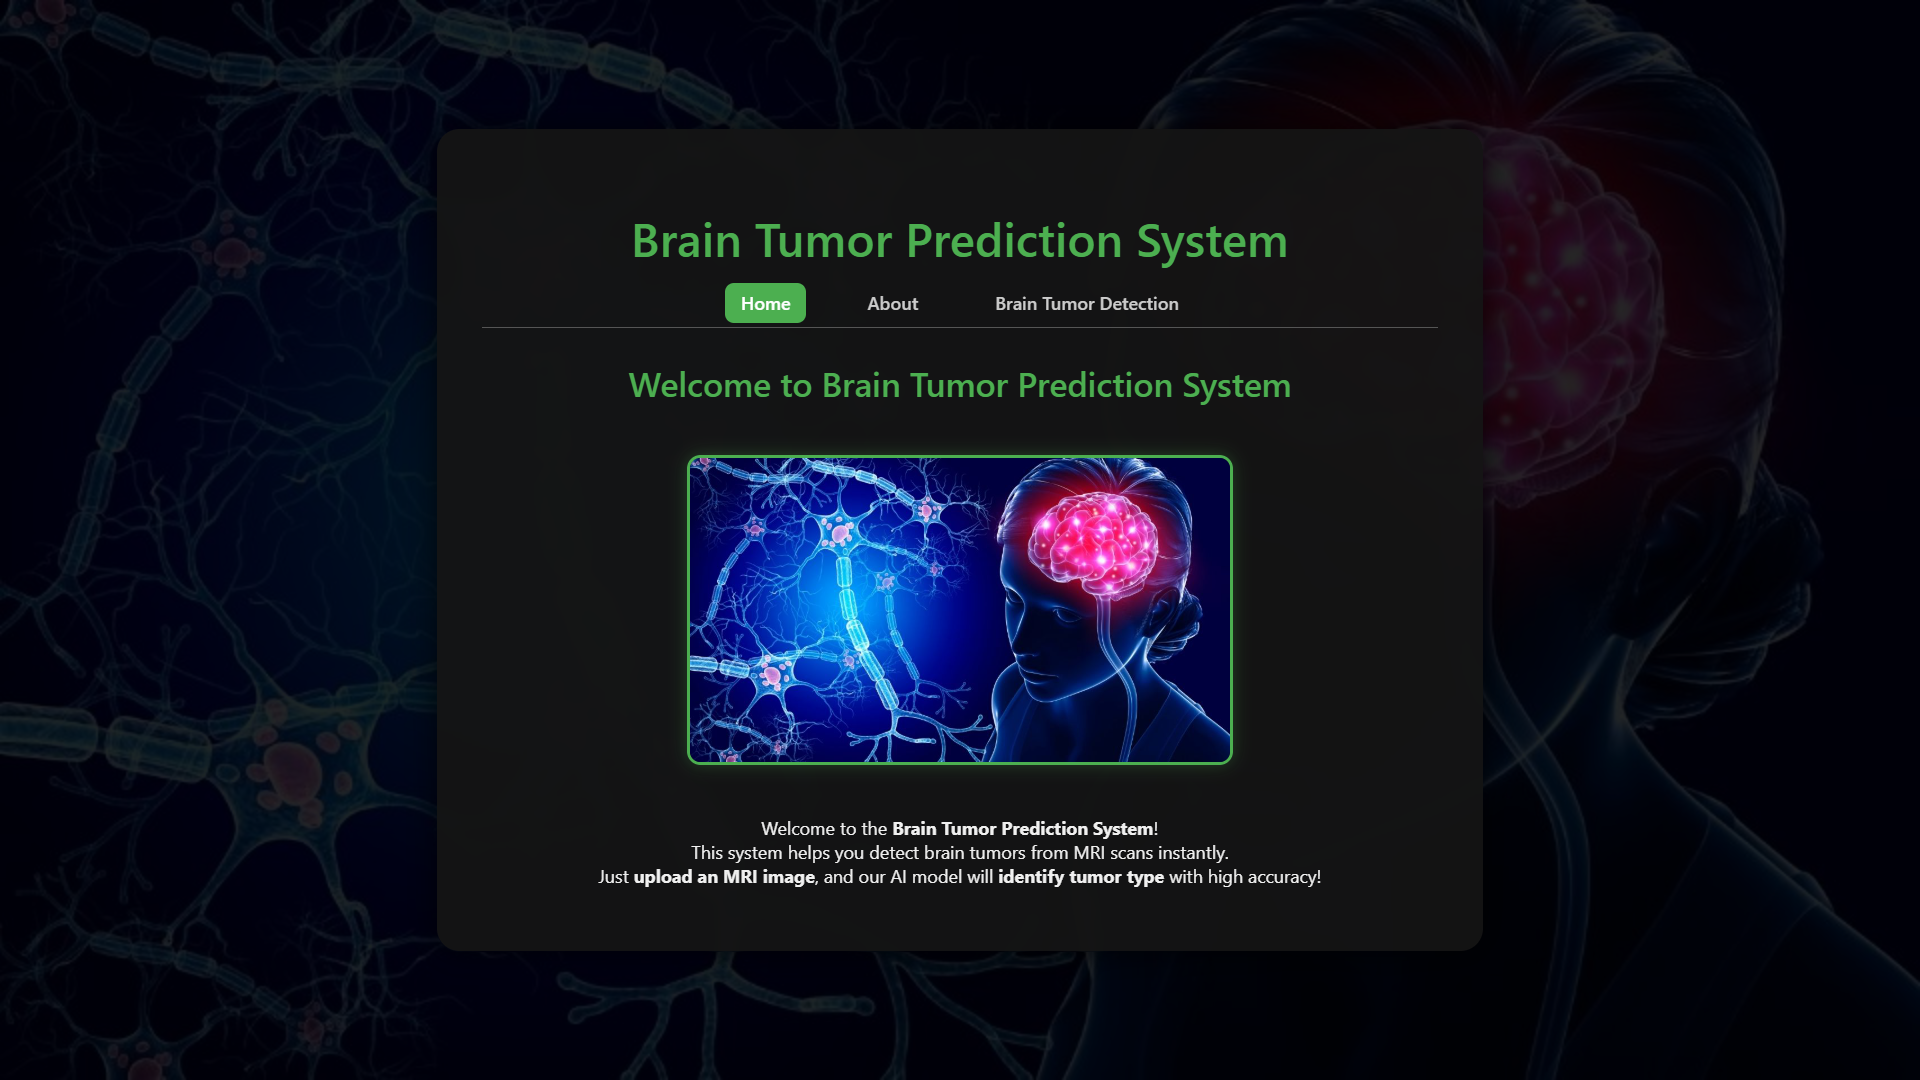 Brain Tumor Prediction System
Home About Brain Tumor Detection
Welcome to Brain Tumor Prediction System
Welcome to the Brain Tumor Prediction System!
This system helps you detect brain tumors from MRI scans instantly.
Just upload an MRI image, and our AI model will identify tumor type with high accuracy!